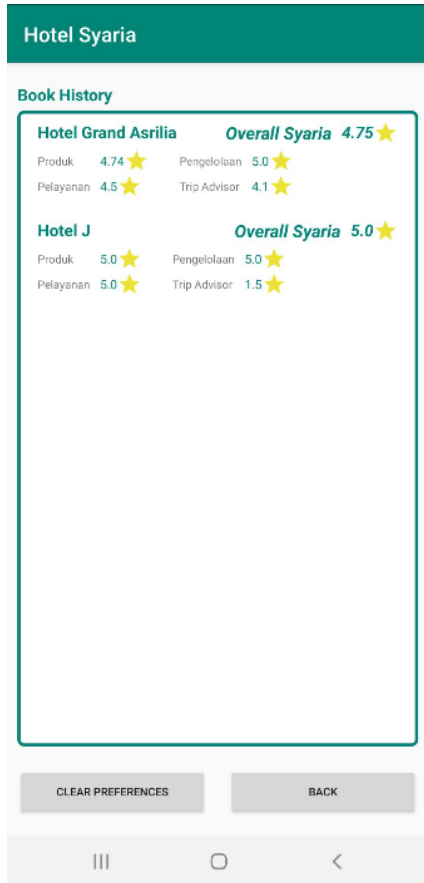 Hotel Syaria
Book History
Hotel Grand Asrilia Overall Syaria 4.75
Produk 4.74 Pengelolaan 5.0
Pelayanan 4.5 Trip Advisor 4.1
Hotel J Overall Syaria 5.0
Produk 5.0 Pengelolaan 5.0
Pelayanan 5.0 Trip Advisor 1.5
CLEAR PREFERENCES BACK